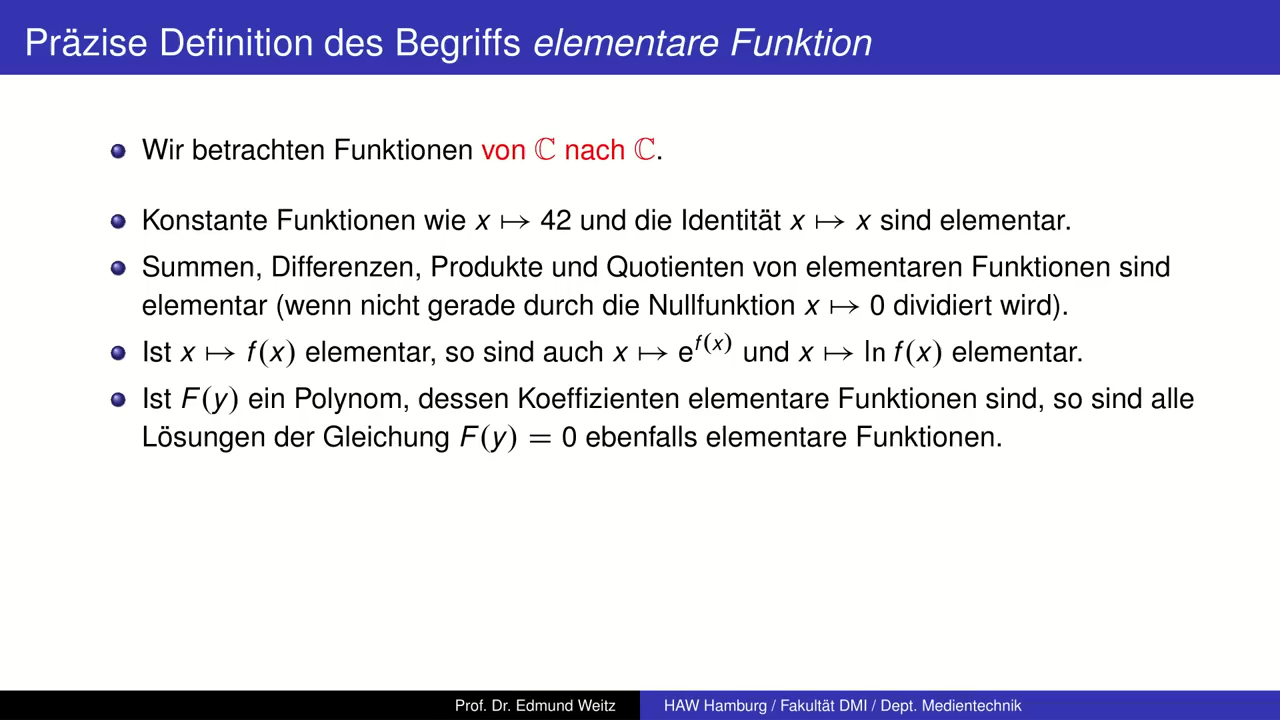 Präzise Definition des Begriffs elementare Funktion
Wir betrachten Funktionen von ℂ nach ℂ.
Konstante Funktionen wie x ↦ 42 und die Identität x ↦ x sind elementar.
Summen, Differenzen, Produkte und Quotienten von elementaren Funktionen sind
elementar (wenn nicht gerade durch die Nullfunktion x ↦ 0 dividiert wird).
Ist x ↦ f(x) elementar, so sind auch x ↦ e^{f(x)} und x ↦ ln f(x) elementar.
Ist F(y) ein Polynom, dessen Koeffizienten elementare Funktionen sind, so sind alle
Lösungen der Gleichung F(y) = 0 ebenfalls elementare Funktionen.
Prof. Dr. Edmund Weitz
HAW Hamburg / Fakultät DMI / Dept. Medientechnik